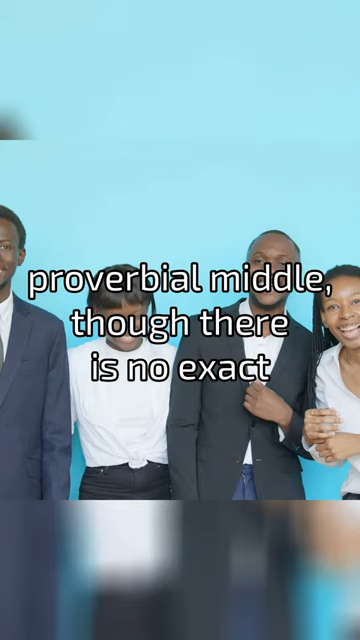 proverbial middle,
though there
is no exact